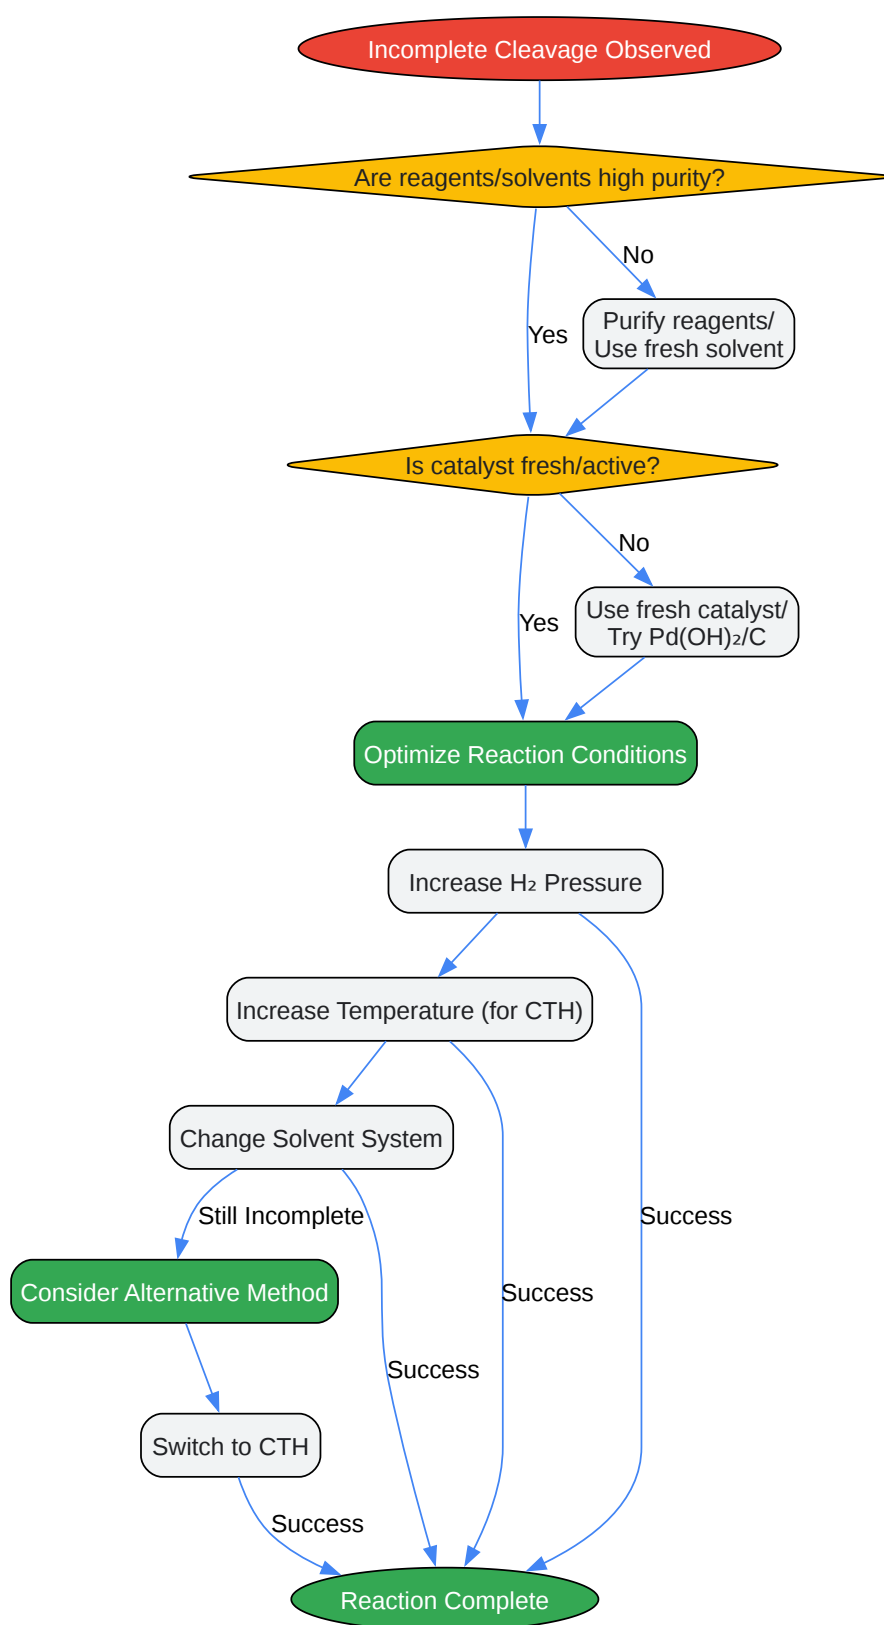 Incomplete Cleavage Observed
Are reagents/solvents high purity?
No
Yes
Purify reagents/
Use fresh solvent
Is catalyst fresh/active?
No
Yes
Use fresh catalyst/
Try Pd(OH)₂/C
Optimize Reaction Conditions
Increase H₂ Pressure
Increase Temperature (for CTH)
Change Solvent System
Still Incomplete
Success
Consider Alternative Method
Success
Success
Switch to CTH
Success
Reaction Complete